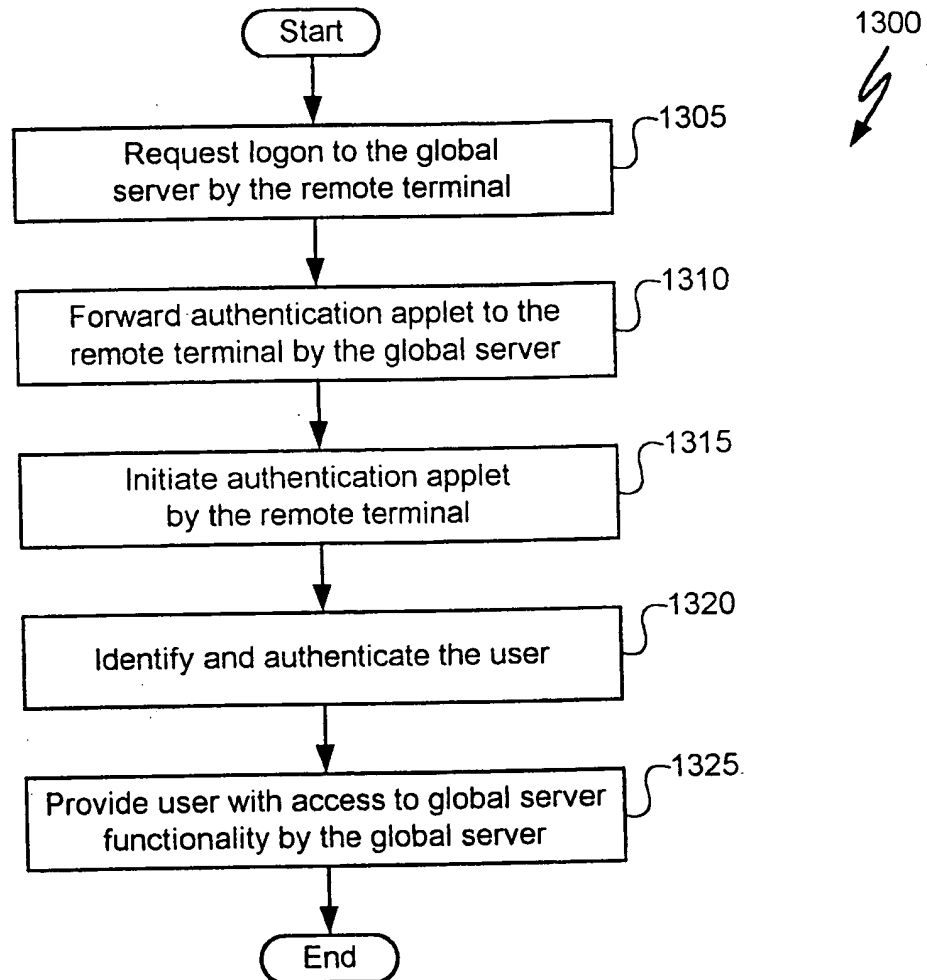 Start
1300
1305
Request logon to the global
server by the remote terminal
1310
Forward authentication applet to the
remote terminal by the global server
1315
Initiate authentication applet
by the remote terminal
1320
Identify and authenticate the user
1325
Provide user with access to global server
functionality by the global server
End